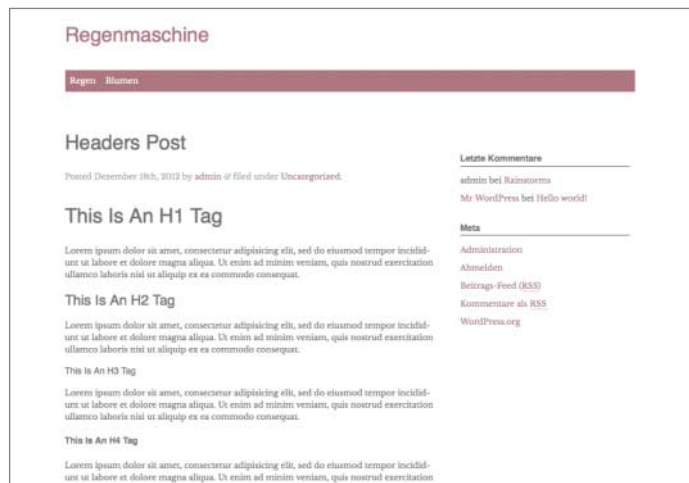 Regenmaschine
Regen Blumen
Headers Post
Posted Dezember 18th, 2012 by admin & filed under Uncategorized.
This Is An H1 Tag
Lorem ipsum dolor sit amet, consectetur adipisicing elit, sed do eiusmod tempor incidid-
unt ut labore et dolore magna aliqua. Ut enim ad minim veniam, quis nostrud exercitation
ullamco laboris nisi ut aliquip ex ea commodo consequat.
This Is An H2 Tag
Lorem ipsum dolor sit amet, consectetur adipisicing elit, sed do eiusmod tempor incidid-
unt ut labore et dolore magna aliqua. Ut enim ad minim veniam, quis nostrud exercitation
ullamco laboris nisi ut aliquip ex ea commodo consequat.
This Is An H3 Tag
Lorem ipsum dolor sit amet, consectetur adipisicing elit, sed do eiusmod tempor incidid-
unt ut labore et dolore magna aliqua. Ut enim ad minim veniam, quis nostrud exercitation
ullamco laboris nisi ut aliquip ex ea commodo consequat.
This Is An H4 Tag
Lorem ipsum dolor sit amet, consectetur adipisicing elit, sed do eiusmod tempor incidid-
unt ut labore et dolore magna aliqua. Ut enim ad minim veniam, quis nostrud exercitation
Letzte Kommentare
admin bei Rainstorms
Mr WordPress bei Hello world!
Meta
Administration
Abmelden
Beitrags-Feed (RSS)
Kommentare als RSS
WordPress.org